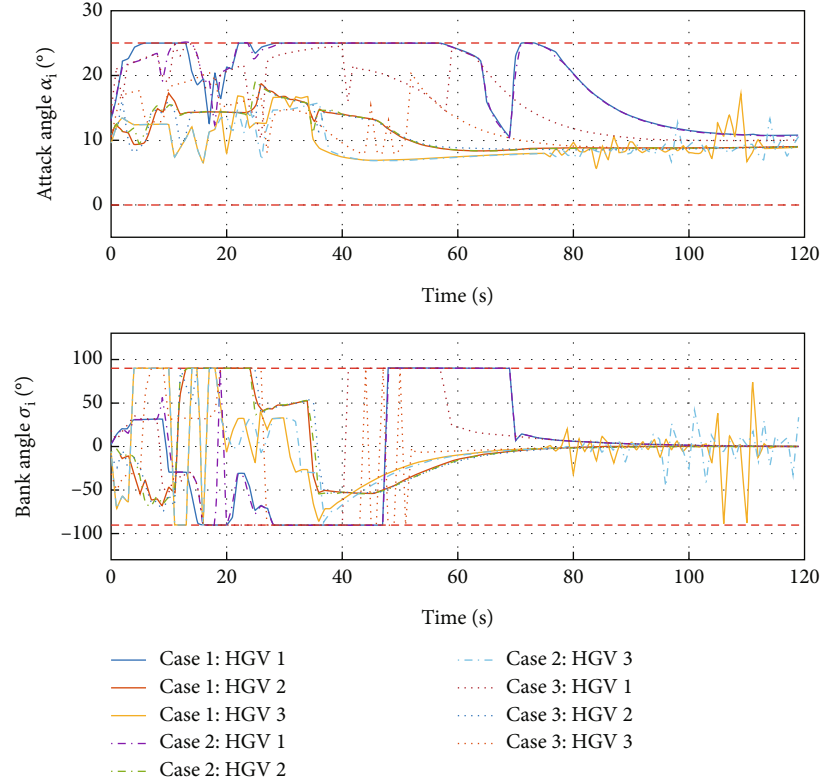 30
20
10
0
Attack angle αi (°)
0
20
40
60
80
100
120
Time (s)
100
50
0
−50
−100
Bank angle σi (°)
0
20
40
60
80
100
120
Time (s)
Case 1: HGV 1
Case 1: HGV 2
Case 1: HGV 3
Case 2: HGV 1
Case 2: HGV 2
Case 2: HGV 3
Case 3: HGV 1
Case 3: HGV 2
Case 3: HGV 3